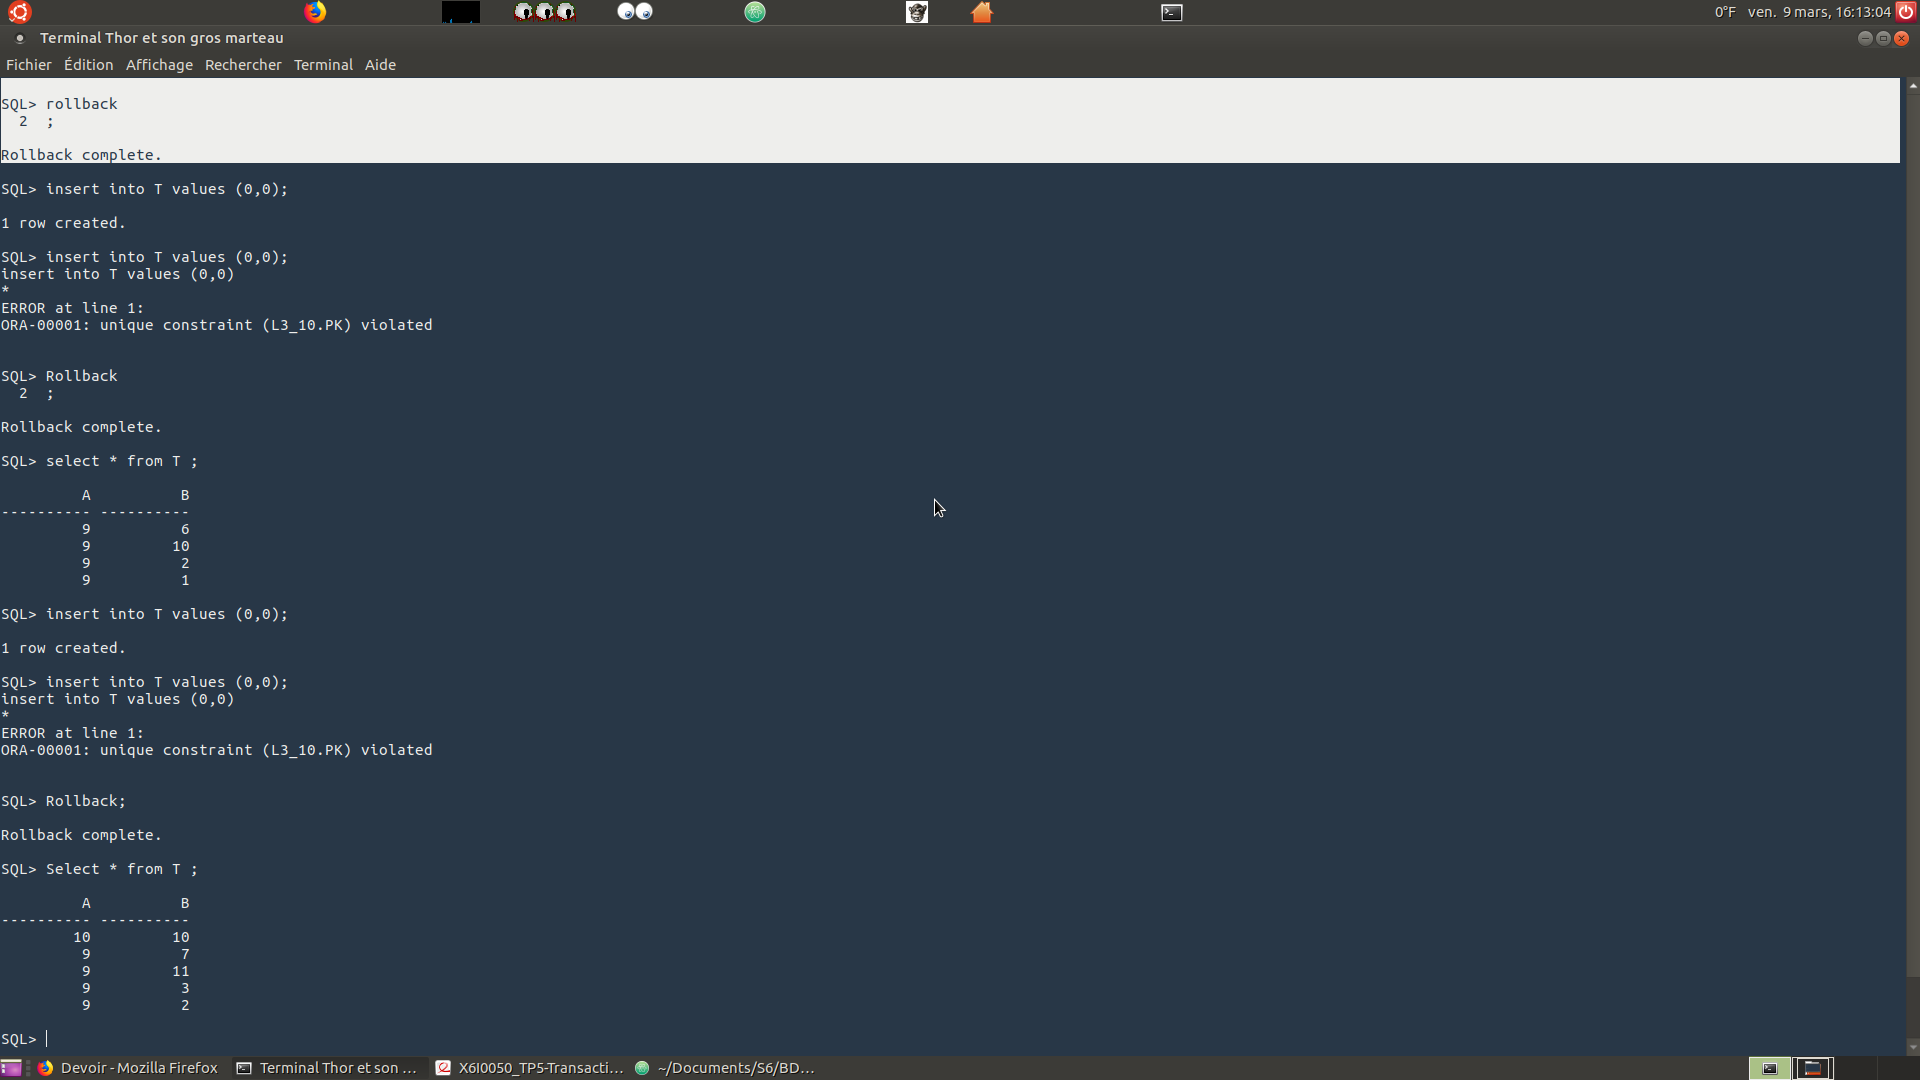 0°F ven. 9 mars, 16:13:04
Terminal Thor et son gros marteau
Fichier Édition Affichage Rechercher Terminal Aide
SQL> rollback
  2  ;
Rollback complete.
SQL> insert into T values (0,0);
1 row created.
SQL> insert into T values (0,0);
insert into T values (0,0)
*
ERROR at line 1:
ORA-00001: unique constraint (L3_10.PK) violated
SQL> Rollback
  2  ;
Rollback complete.
SQL> select * from T ;
         A          B
---------- ----------
         9          6
         9         10
         9          2
         9          1
SQL> insert into T values (0,0);
1 row created.
SQL> insert into T values (0,0);
insert into T values (0,0)
*
ERROR at line 1:
ORA-00001: unique constraint (L3_10.PK) violated
SQL> Rollback;
Rollback complete.
SQL> Select * from T ;
         A          B
---------- ----------
        10         10
         9          7
         9         11
         9          3
         9          2
SQL>
Devoir - Mozilla Firefox Terminal Thor et son ... X6I0050_TP5-Transacti... ~/Documents/S6/BD...